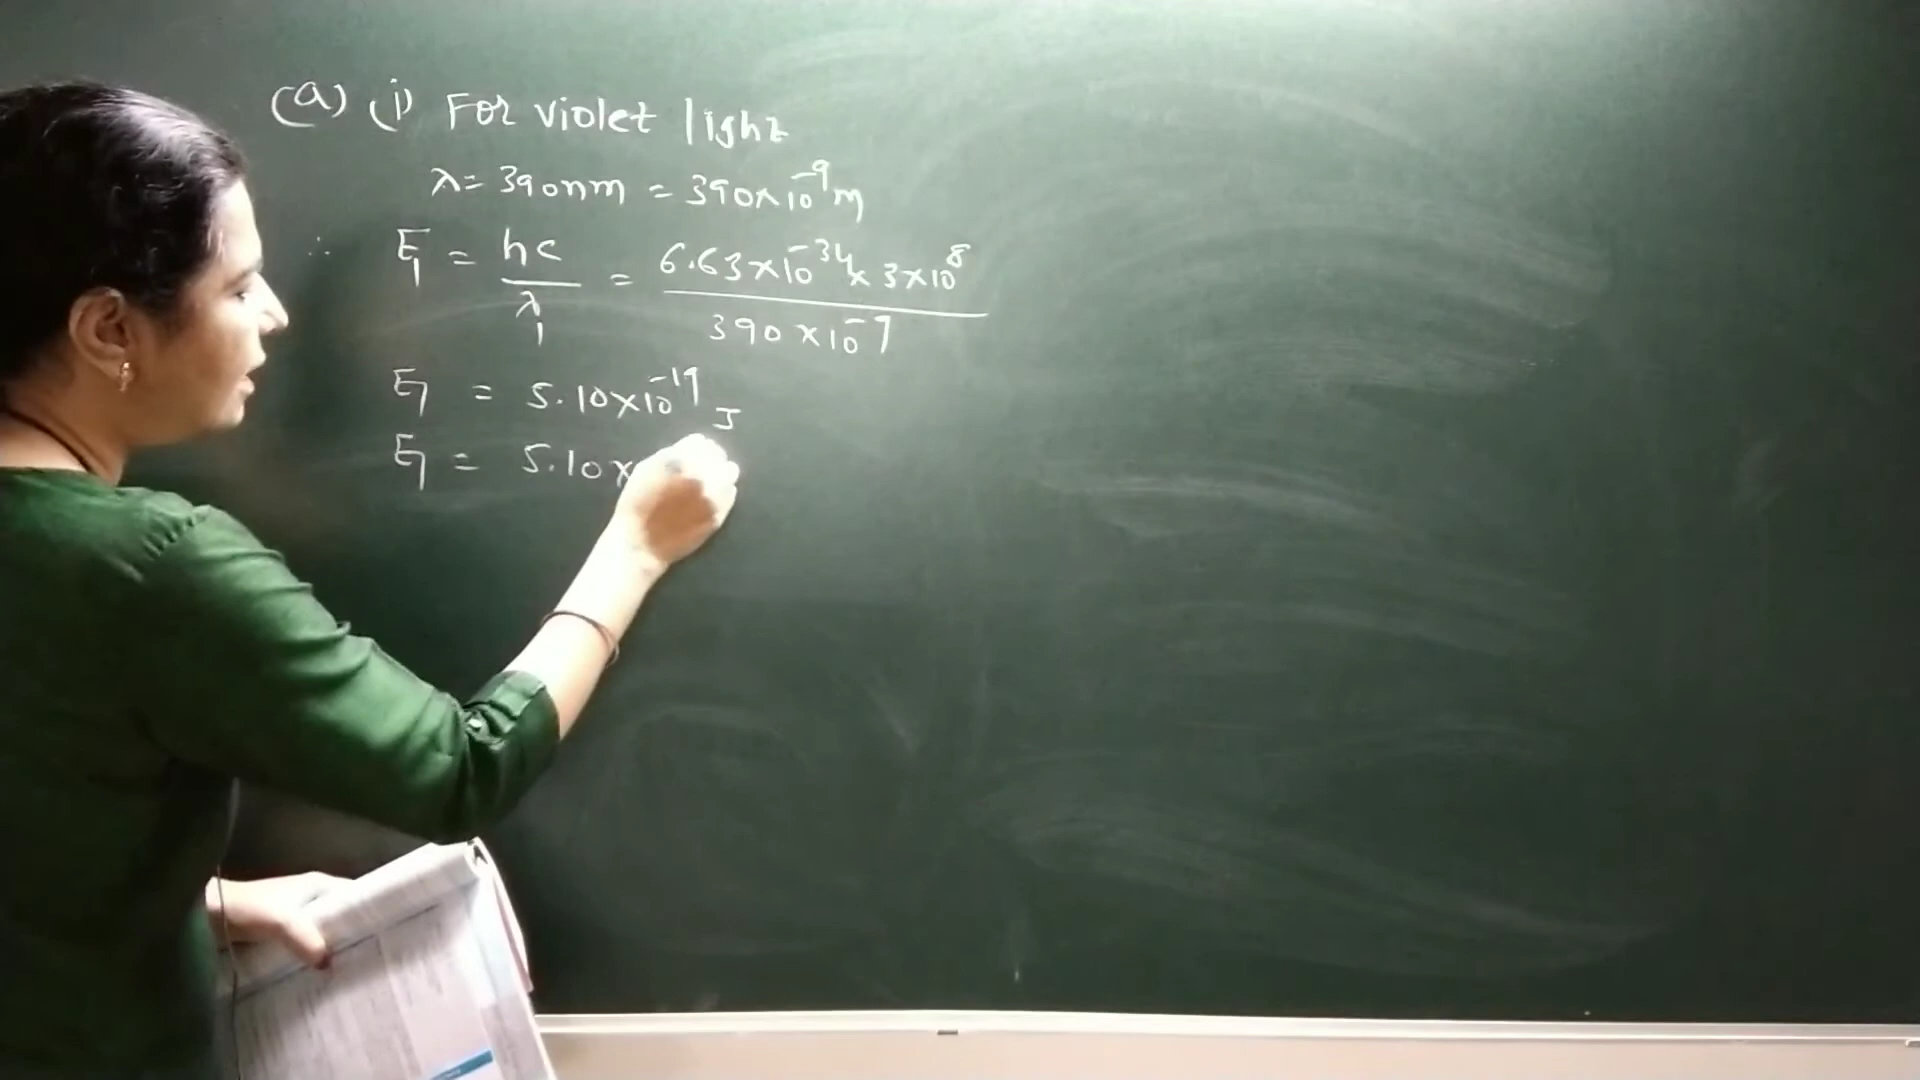 (a) (i) For violet light
λ = 390nm = 390×10⁻⁹m
∴ E₁ = hc/λ₁ = 6.63×10⁻³⁴ × 3×10⁸ / 390×10⁻⁹
E₁ = 5.10×10⁻¹⁹ J
E₁ = 5.10×